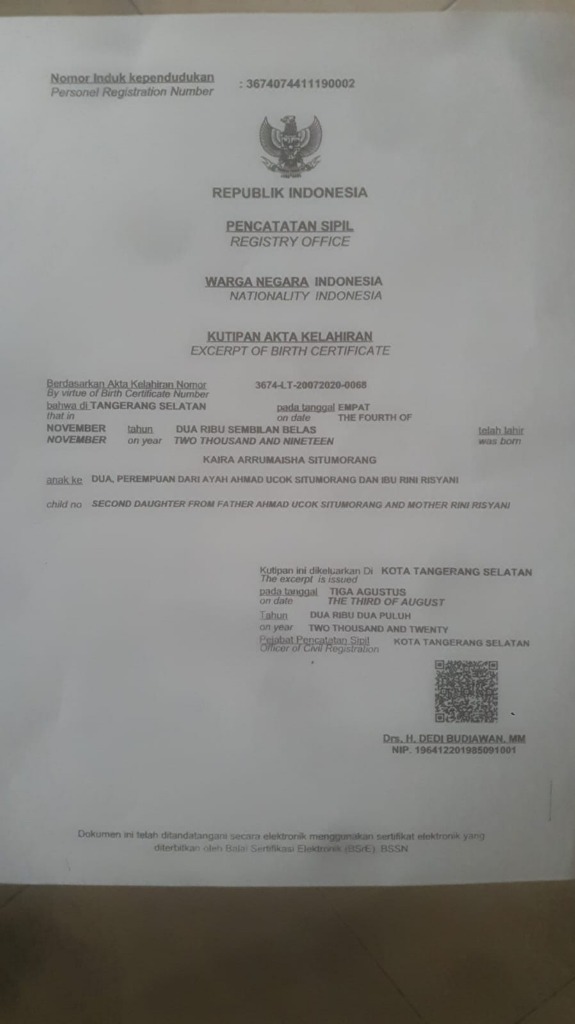 Nomor Induk kependudukan : 3674074411190002
Personel Registration Number
REPUBLIK INDONESIA
PENCATATAN SIPIL
REGISTRY OFFICE
WARGA NEGARA INDONESIA
NATIONALITY INDONESIA
KUTIPAN AKTA KELAHIRAN
EXCERPT OF BIRTH CERTIFICATE
Berdasarkan Akta Kelahiran Nomor 3674-LT-20072020-0068
By virtue of Birth Certificate Number
bahwa di TANGERANG SELATAN pada tanggal EMPAT
that in on date THE FOURTH OF
NOVEMBER tahun DUA RIBU SEMBILAN BELAS telah lahir
NOVEMBER on year TWO THOUSAND AND NINETEEN was born
KAIRA ARRUMAISHA SITUMORANG
anak ke DUA, PEREMPUAN DARI AYAH AHMAD UCOK SITUMORANG DAN IBU RINI RISYANI
child no SECOND DAUGHTER FROM FATHER AHMAD UCOK SITUMORANG AND MOTHER RINI RISYANI
Kutipan ini dikeluarkan Di KOTA TANGERANG SELATAN
The excerpt is issued
pada tanggal TIGA AGUSTUS
on date THE THIRD OF AUGUST
Tahun DUA RIBU DUA PULUH
on year TWO THOUSAND AND TWENTY
Pejabat Pencatatan Sipil KOTA TANGERANG SELATAN
Officer of Civil Registration
Drs. H. DEDI BUDIAWAN, MM
NIP. 196412201985091001
Dokumen ini telah ditandatangani secara elektronik menggunakan sertifikat elektronik yang
diterbitkan oleh Balai Sertifikasi Elektronik (BSrE). BSSN